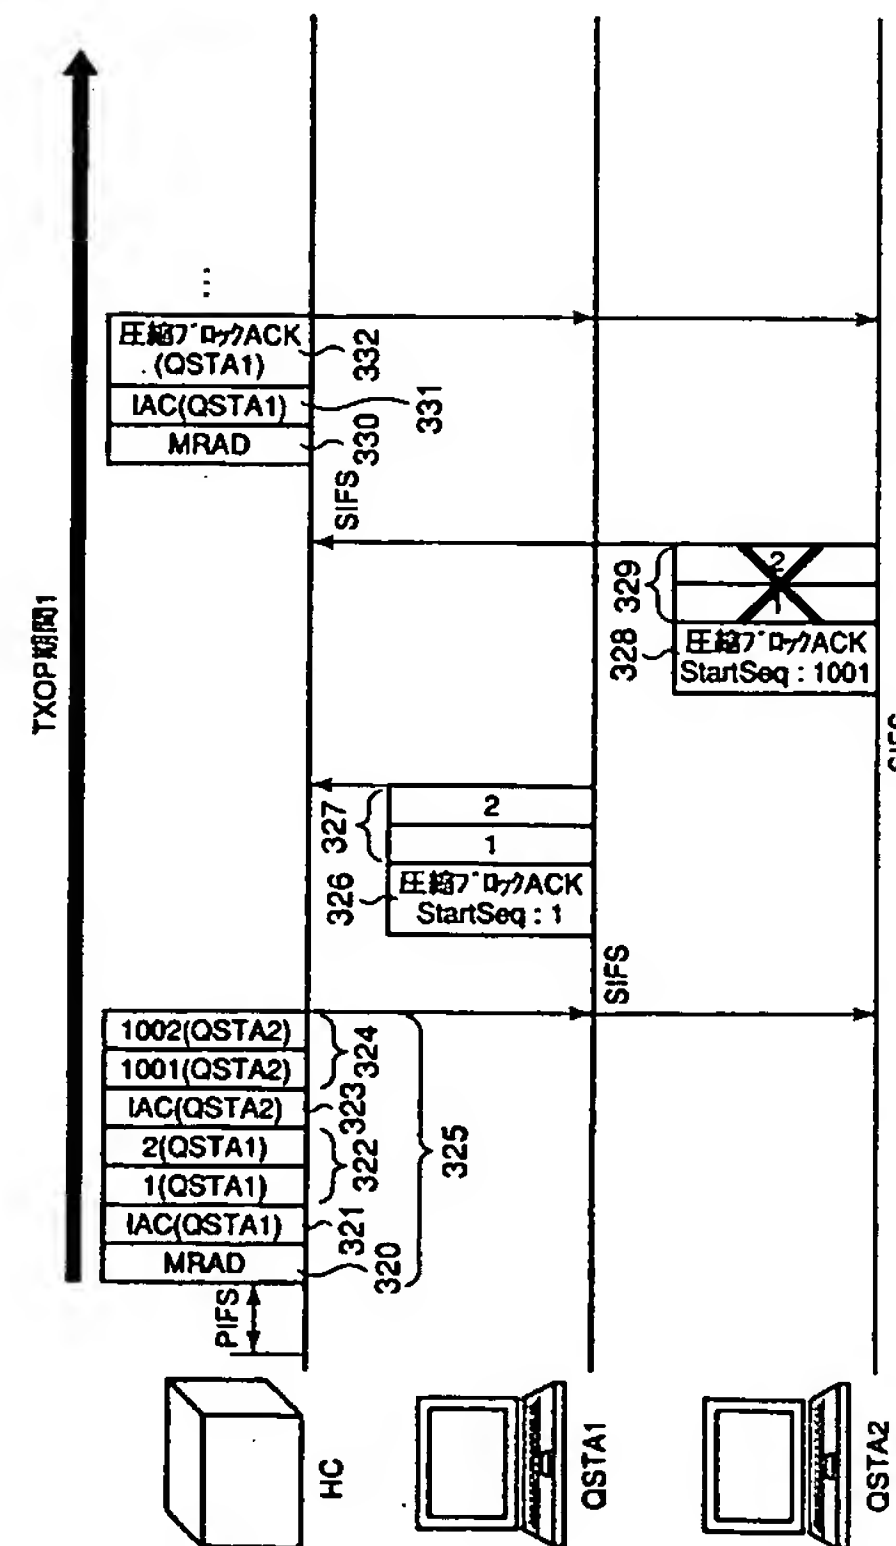 TXOP期間1
圧縮ブロックACK
(QSTA1)
332
IAC(QSTA1)
331
MRAD
330
SIFS
2
1
329
圧縮ブロックACK
StartSeq : 1001
328
SIFS
2
1
327
圧縮ブロックACK
StartSeq : 1
326
SIFS
1002(QSTA2)
1001(QSTA2)
324
IAC(QSTA2)
323
2(QSTA1)
1(QSTA1)
322
IAC(QSTA1)
321
MRAD
320
325
PIFS
HC
QSTA1
QSTA2